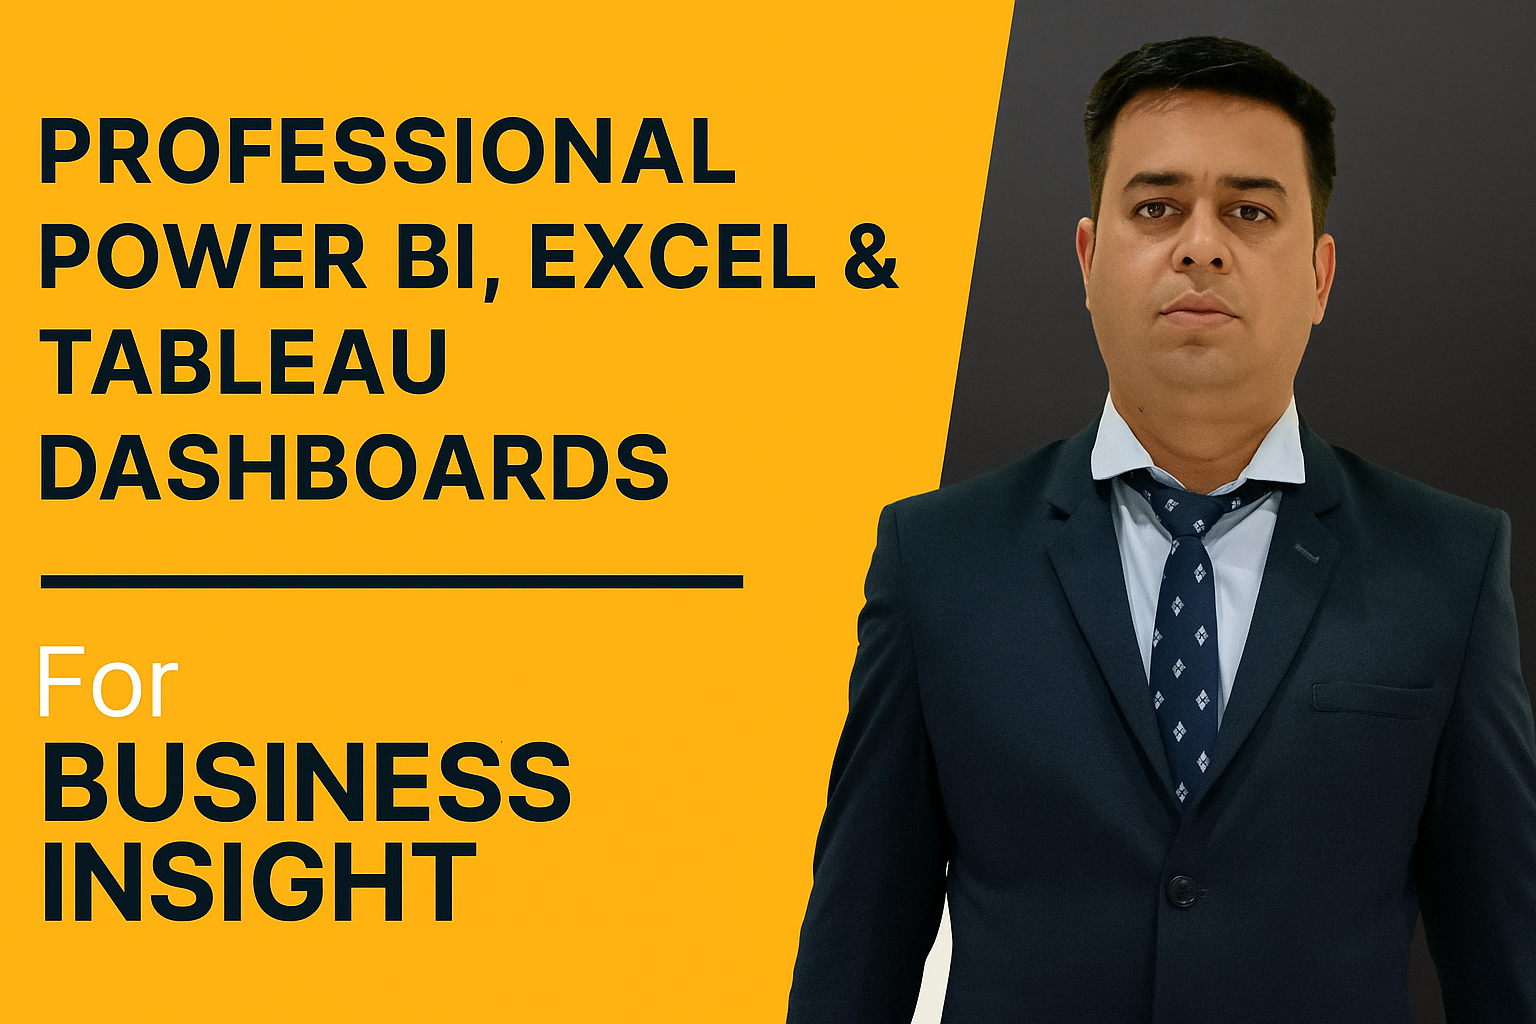 PROFESSIONAL
POWER BI, EXCEL &
TABLEAU
DASHBOARDS
For
BUSINESS
INSIGHT